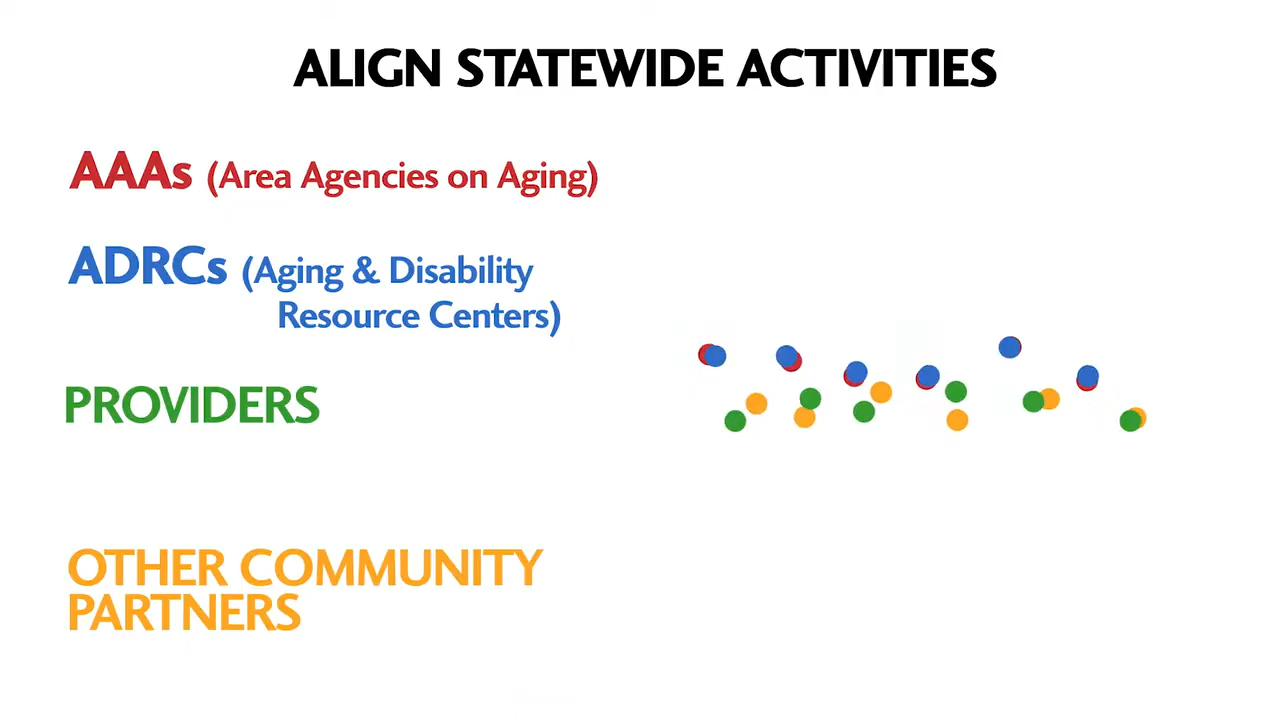 ALIGN STATEWIDE ACTIVITIES
AAAs (Area Agencies on Aging)
ADRCs (Aging & Disability
Resource Centers)
PROVIDERS
OTHER COMMUNITY
PARTNERS